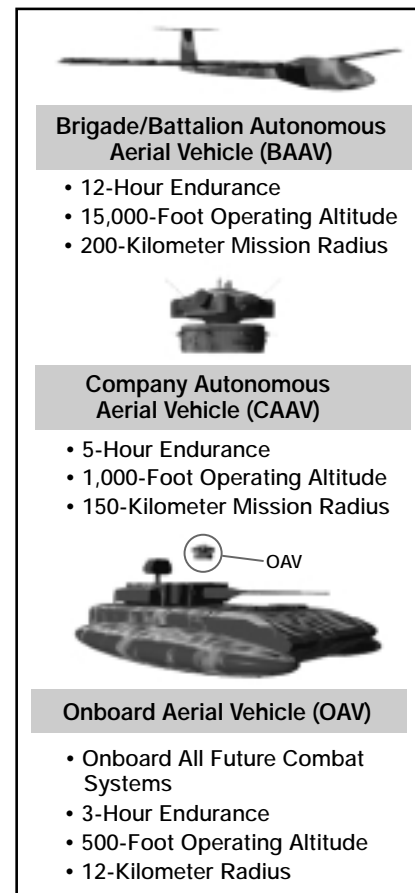 Brigade/Battalion Autonomous
Aerial Vehicle (BAAV)
• 12-Hour Endurance
• 15,000-Foot Operating Altitude
• 200-Kilometer Mission Radius
Company Autonomous
Aerial Vehicle (CAAV)
• 5-Hour Endurance
• 1,000-Foot Operating Altitude
• 150-Kilometer Mission Radius
OAV
Onboard Aerial Vehicle (OAV)
• Onboard All Future Combat
Systems
• 3-Hour Endurance
• 500-Foot Operating Altitude
• 12-Kilometer Radius